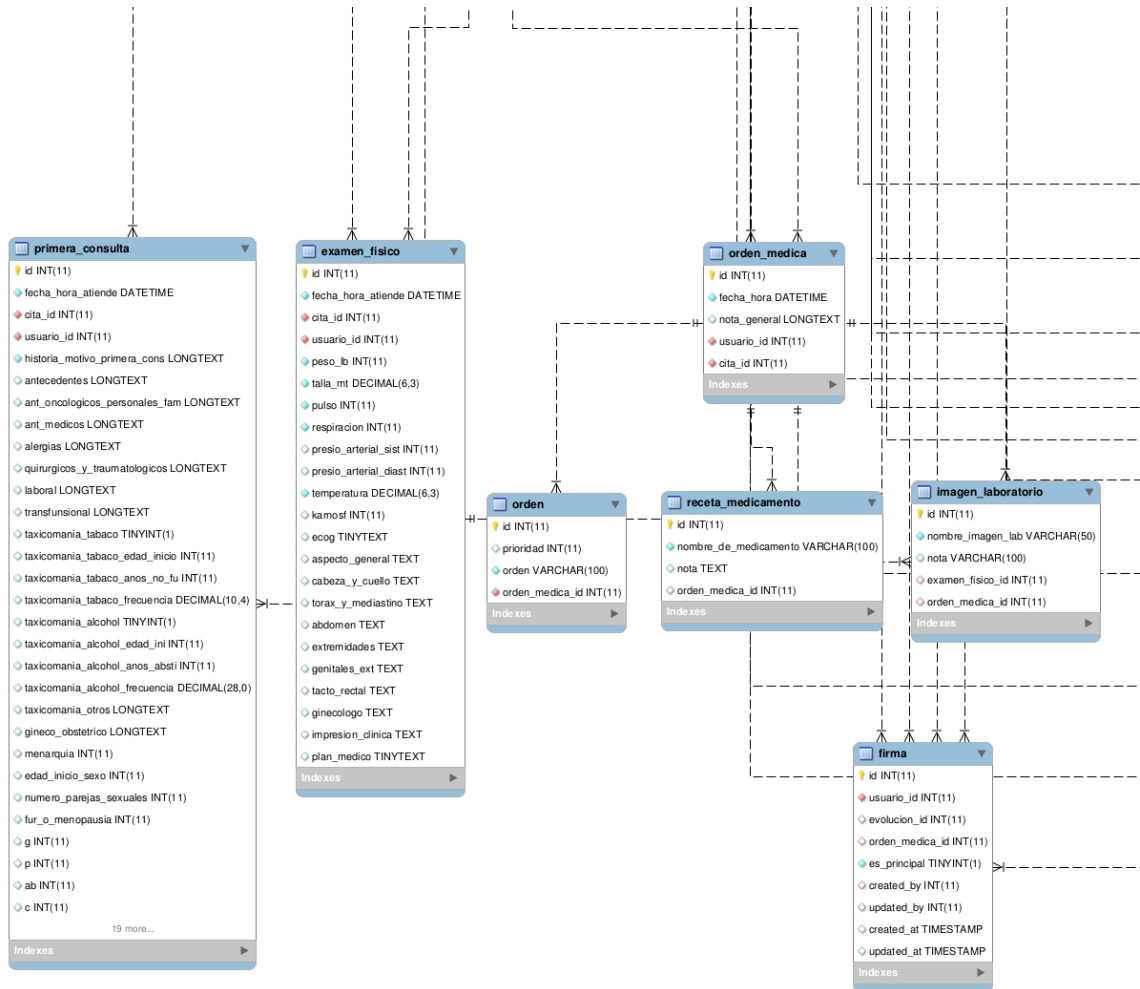 primera_consulta
id INT(11)
fecha_hora_atiende DATETIME
cita_id INT(11)
usuario_id INT(11)
historia_motivo_primera_cons LONGTEXT
antecedentes LONGTEXT
ant_oncologicos_personales_fam LONGTEXT
ant_medicos LONGTEXT
alergias LONGTEXT
quirurgicos_y_traumatologicos LONGTEXT
laboral LONGTEXT
transfunsional LONGTEXT
taxicomania_tabaco TINYINT(1)
taxicomania_tabaco_edad_inicio INT(11)
taxicomania_tabaco_anos_no_fu INT(11)
taxicomania_tabaco_frecuencia DECIMAL(10,4)
taxicomania_alcohol TINYINT(1)
taxicomania_alcohol_edad_ini INT(11)
taxicomania_alcohol_anos_absti INT(11)
taxicomania_alcohol_frecuencia DECIMAL(28,0)
taxicomania_otros LONGTEXT
gineco_obstetrico LONGTEXT
menarquia INT(11)
edad_inicio_sexo INT(11)
numero_parejas_sexuales INT(11)
fur_o_menopausia INT(11)
g INT(11)
p INT(11)
ab INT(11)
c INT(11)
19 more...
Indexes
examen_fisico
id INT(11)
fecha_hora_atiende DATETIME
cita_id INT(11)
usuario_id INT(11)
peso_lb INT(11)
talla_mt DECIMAL(6,3)
pulso INT(11)
respiracion INT(11)
presio_arterial_sist INT(11)
presio_arterial_diast INT(11)
temperatura DECIMAL(6,3)
karnosf INT(11)
ecog TINYTEXT
aspecto_general TEXT
cabeza_y_cuello TEXT
torax_y_mediastino TEXT
abdomen TEXT
extremidades TEXT
genitales_ext TEXT
tacto_rectal TEXT
ginecologo TEXT
impresion_clinica TEXT
plan_medico TINYTEXT
Indexes
orden_medica
id INT(11)
fecha_hora DATETIME
nota_general LONGTEXT
usuario_id INT(11)
cita_id INT(11)
Indexes
orden
id INT(11)
prioridad INT(11)
orden VARCHAR(100)
orden_medica_id INT(11)
Indexes
receta_medicamento
id INT(11)
nombre_de_medicamento VARCHAR(100)
nota TEXT
orden_medica_id INT(11)
Indexes
imagen_laboratorio
id INT(11)
nombre_imagen_lab VARCHAR(50)
nota VARCHAR(100)
examen_fisico_id INT(11)
orden_medica_id INT(11)
Indexes
firma
id INT(11)
usuario_id INT(11)
evolucion_id INT(11)
orden_medica_id INT(11)
es_principal TINYINT(1)
created_by INT(11)
updated_by INT(11)
created_at TIMESTAMP
updated_at TIMESTAMP
Indexes